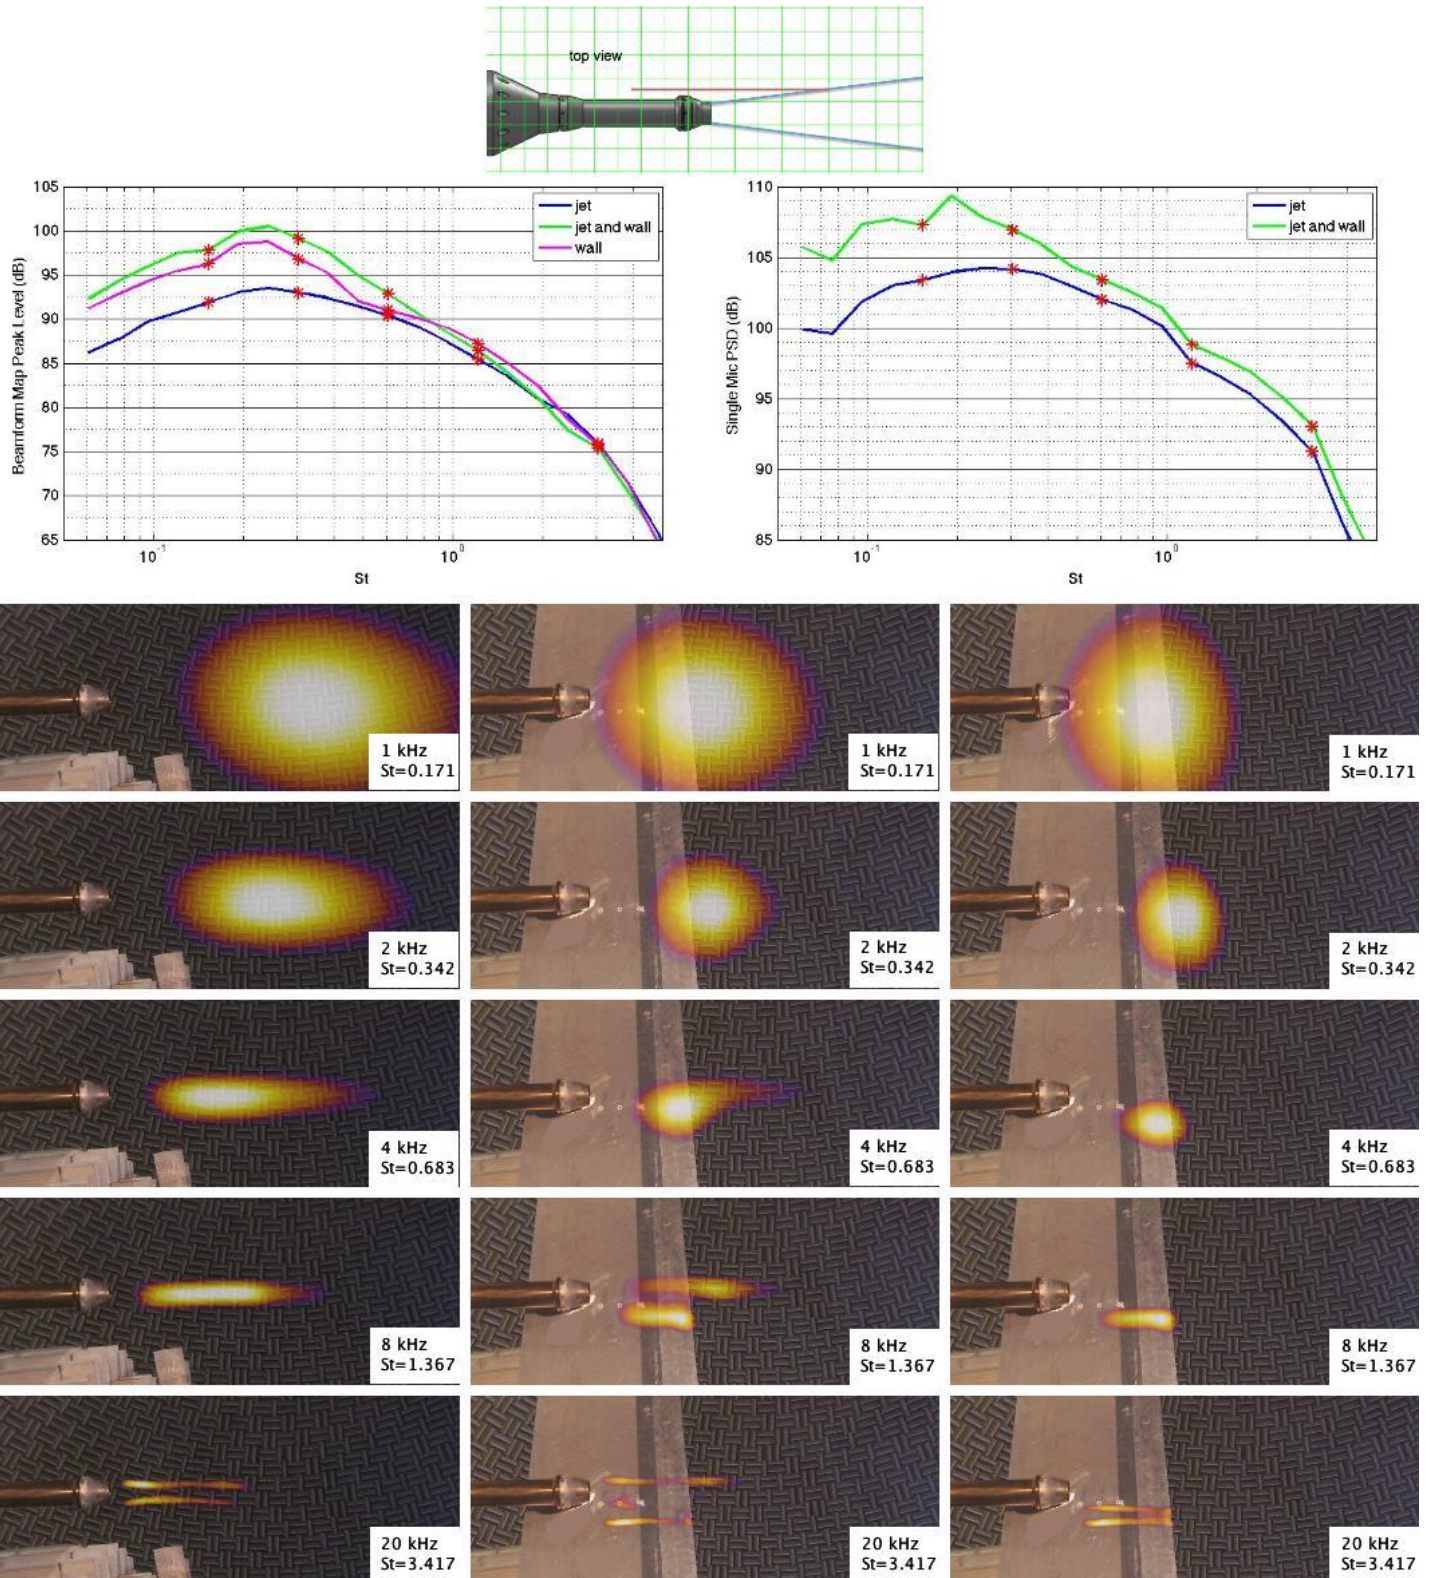 top view
105
100
95
90
85
80
75
70
65
10-1
100
Beamform Map Peak Level (dB)
St
jet
jet and wall
wall
110
105
100
95
90
85
10-1
100
Single Mic PSD (dB)
St
jet
jet and wall
1 kHz
St=0.171
1 kHz
St=0.171
1 kHz
St=0.171
2 kHz
St=0.342
2 kHz
St=0.342
2 kHz
St=0.342
4 kHz
St=0.683
4 kHz
St=0.683
4 kHz
St=0.683
8 kHz
St=1.367
8 kHz
St=1.367
8 kHz
St=1.367
20 kHz
St=3.417
20 kHz
St=3.417
20 kHz
St=3.417